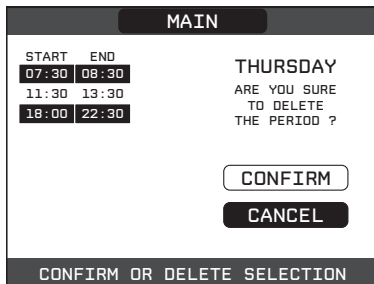 MAIN
START END
07:30 08:30
11:30 13:30
18:00 22:30
THURSDAY
ARE YOU SURE
TO DELETE
THE PERIOD ?
CONFIRM
CANCEL
CONFIRM OR DELETE SELECTION